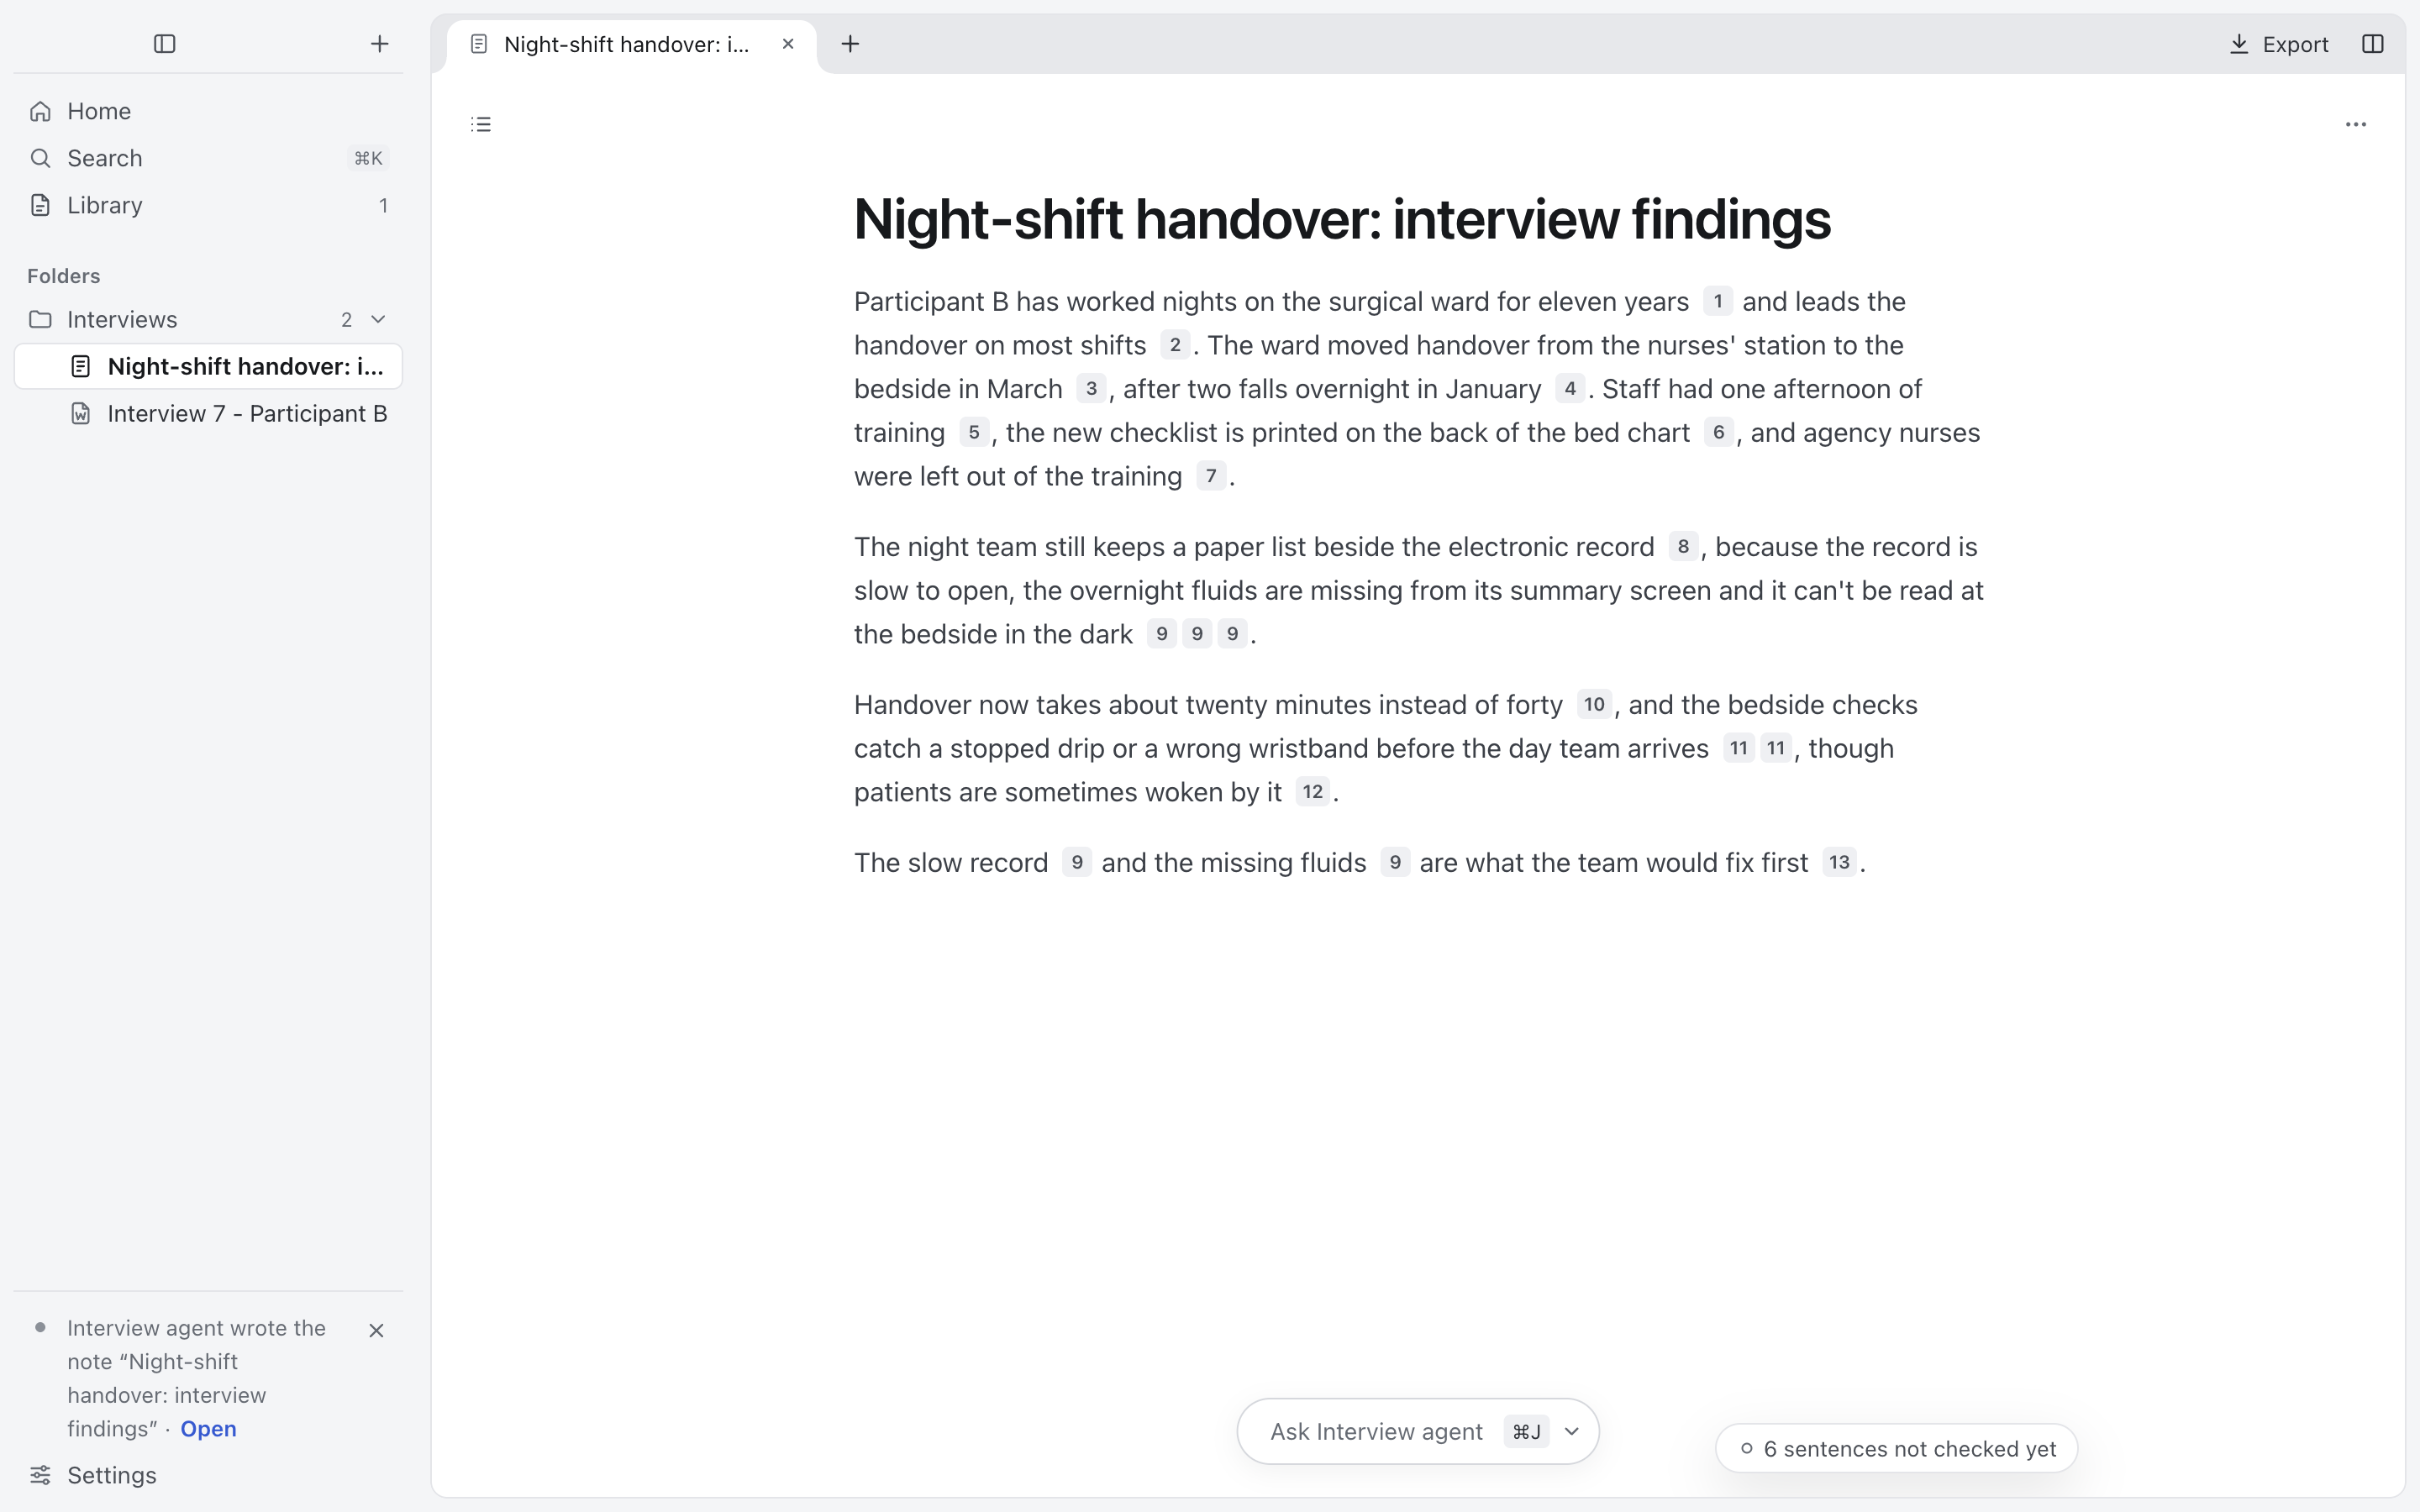 Home
Search ⌘K
Library 1
Folders
Interviews 2
Night-shift handover: i...
Interview 7 - Participant B
Interview agent wrote the
note “Night-shift
handover: interview
findings” · Open
Settings
Night-shift handover: i...
Export
Night-shift handover: interview findings
Participant B has worked nights on the surgical ward for eleven years 1 and leads the
handover on most shifts 2. The ward moved handover from the nurses' station to the
bedside in March 3, after two falls overnight in January 4. Staff had one afternoon of
training 5, the new checklist is printed on the back of the bed chart 6, and agency nurses
were left out of the training 7.
The night team still keeps a paper list beside the electronic record 8, because the record is
slow to open, the overnight fluids are missing from its summary screen and it can't be read at
the bedside in the dark 9 9 9.
Handover now takes about twenty minutes instead of forty 10, and the bedside checks
catch a stopped drip or a wrong wristband before the day team arrives 11 11, though
patients are sometimes woken by it 12.
The slow record 9 and the missing fluids 9 are what the team would fix first 13.
Ask Interview agent ⌘J
6 sentences not checked yet